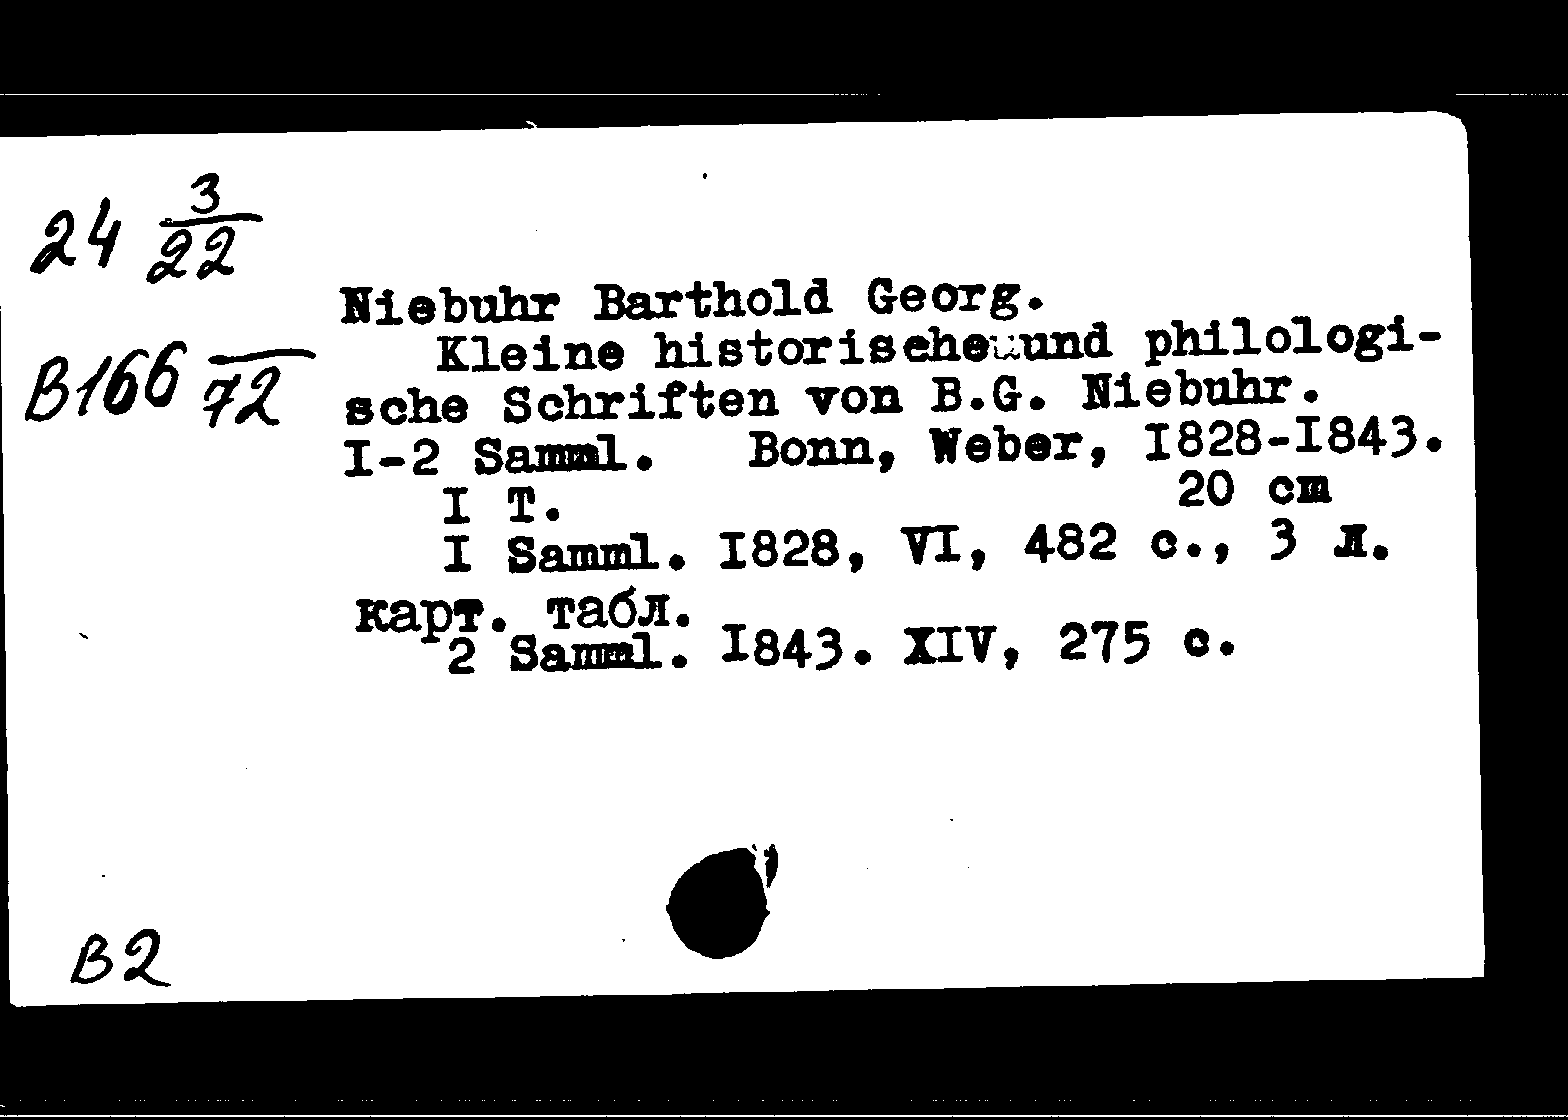 24 3/22
Niebuhr Barthold Georg.
Kleine historische und philologi-
B166 —/72
sche Schriften von B.G. Niebuhr.
I-2 Samml. Bonn, Weber, I828-I843.
I T. 20 cm
I Samml. I828, VI, 482 с., 3 л.
карт. табл.
2 Samml. I843. XIV, 275 с.
B2